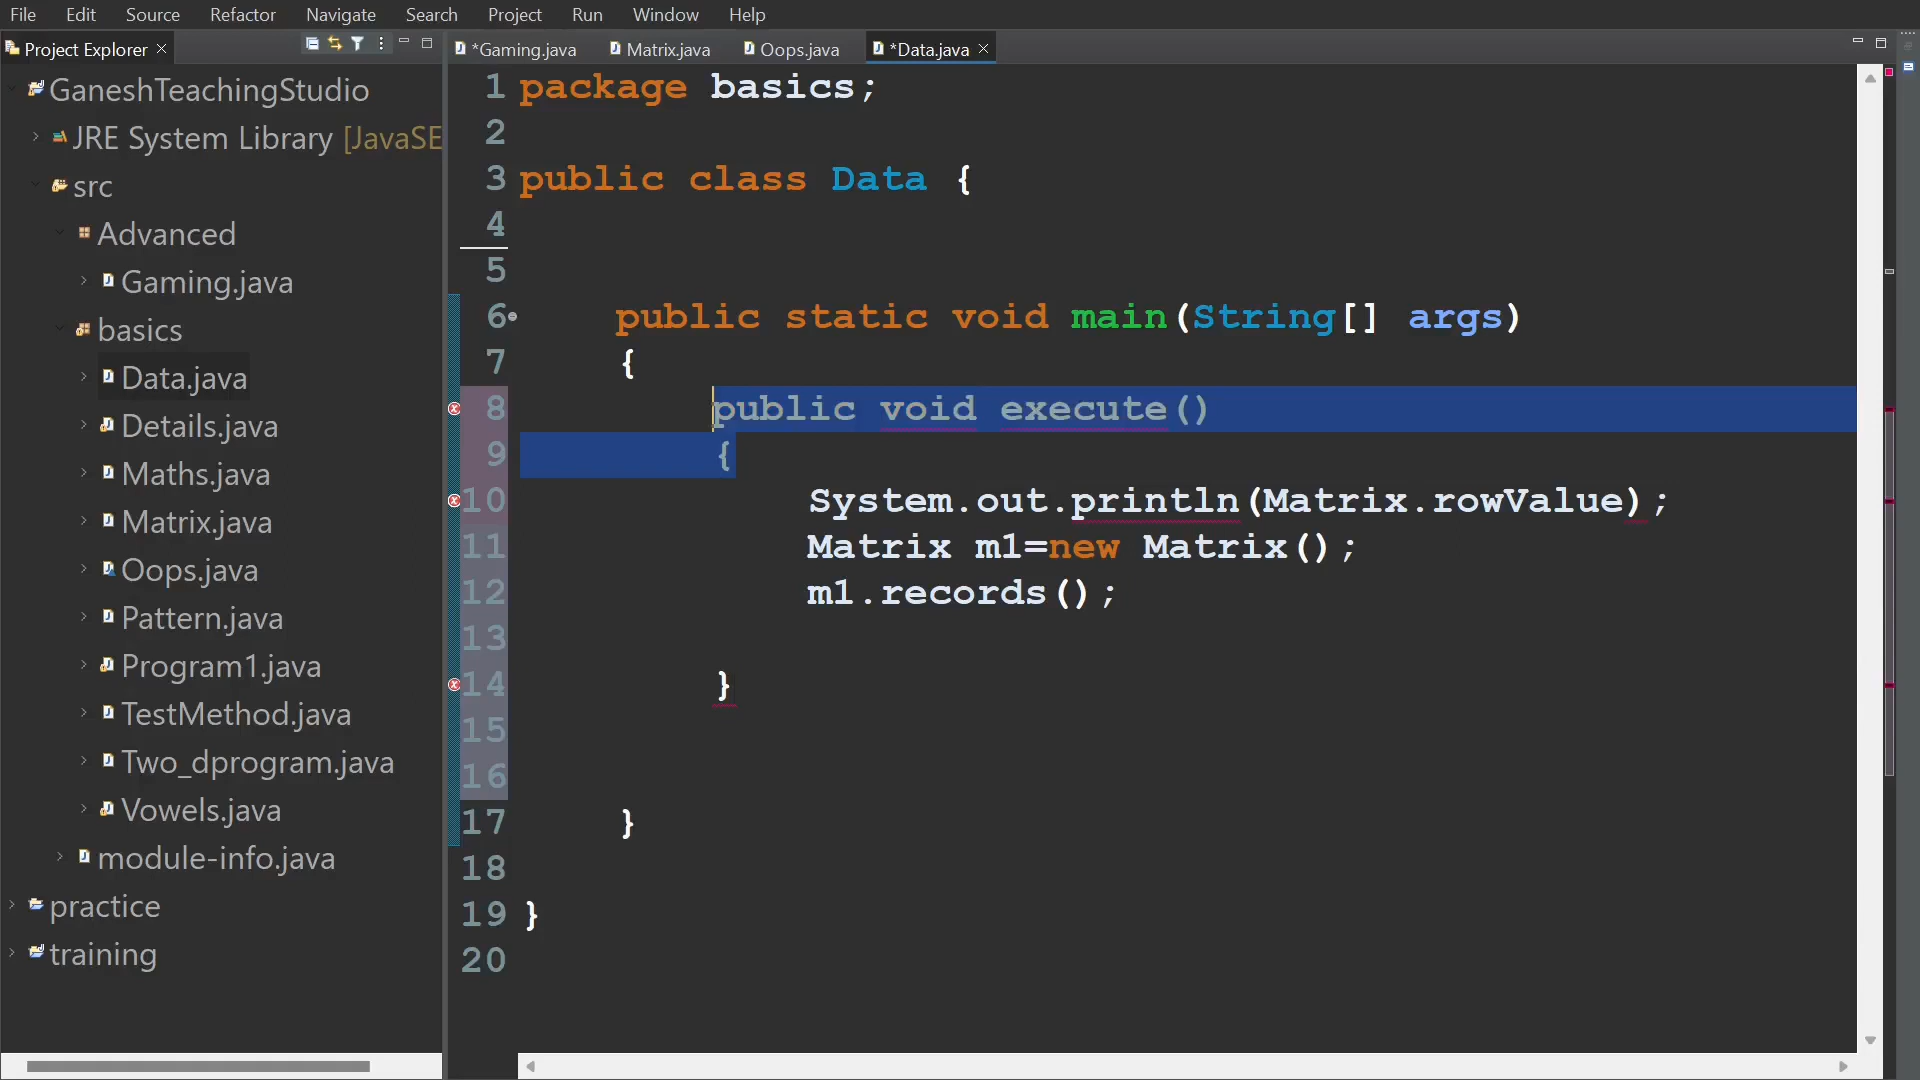 File Edit Source Refactor Navigate Search Project Run Window Help
Project Explorer
GaneshTeachingStudio
JRE System Library [JavaSE
src
Advanced
Gaming.java
basics
Data.java
Details.java
Maths.java
Matrix.java
Oops.java
Pattern.java
Program1.java
TestMethod.java
Two_dprogram.java
Vowels.java
module-info.java
practice
training
*Gaming.java Matrix.java Oops.java *Data.java
1 package basics;
2
3 public class Data {
4
5
6 public static void main(String[] args)
7 {
8 public void execute()
9 {
10 System.out.println(Matrix.rowValue);
11 Matrix m1=new Matrix();
12 m1.records();
13
14 }
15
16
17 }
18
19 }
20